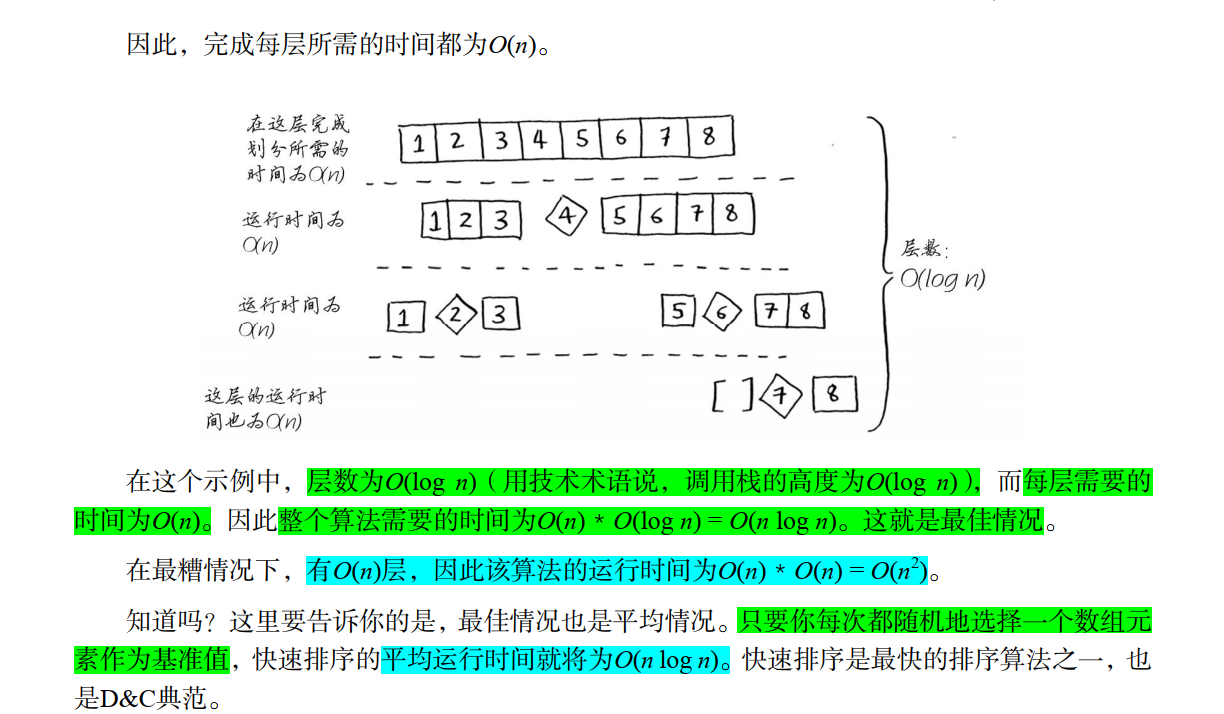 因此，完成每层所需的时间都为O(n)。
在这层完成
划分所需的
时间为O(n)
1 2 3 4 5 6 7 8
运行时间为
O(n)
1 2 3 4 5 6 7 8
运行时间为
O(n)
1 2 3 5 6 7 8
这层的运行时
间也为O(n)
[ ] 7 8
层数：
O(log n)
在这个示例中，层数为O(log n)（用技术术语说，调用栈的高度为O(log n)），而每层需要的
时间为O(n)。因此整个算法需要的时间为O(n) * O(log n) = O(n log n)。这就是最佳情况。
在最糟情况下，有O(n)层，因此该算法的运行时间为O(n) * O(n) = O(n²)。
知道吗？这里要告诉你的是，最佳情况也是平均情况。只要你每次都随机地选择一个数组元
素作为基准值，快速排序的平均运行时间就将为O(n log n)。快速排序是最快的排序算法之一，也
是D&C典范。